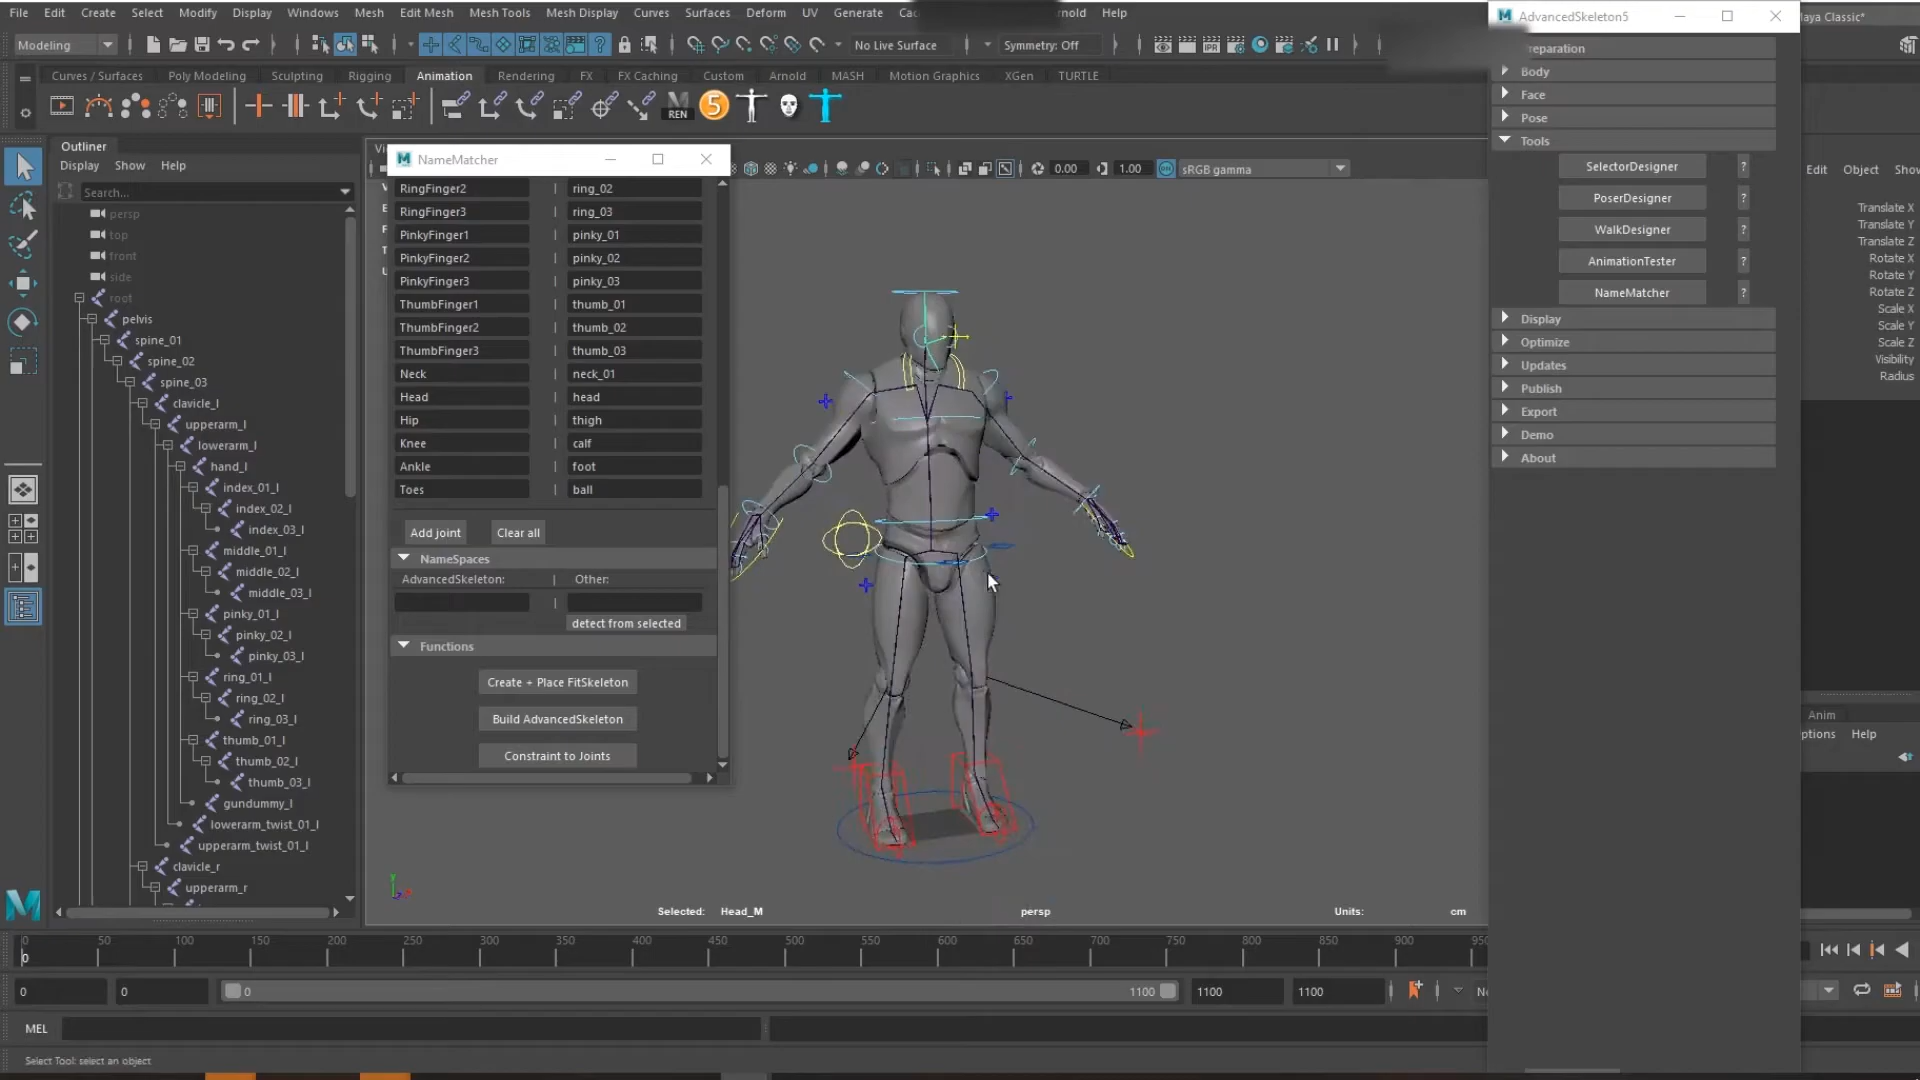 File Edit Create Select Modify Display Windows Mesh Edit Mesh Mesh Tools Mesh Display Curves Surfaces Deform UV Generate Help
AdvancedSkeleton5
Modeling
No Live Surface
Symmetry: Off
Curves / Surfaces Poly Modeling Sculpting Rigging Animation Rendering FX FX Caching Custom Arnold MASH Motion Graphics XGen TURTLE
REN
5
Body
Face
Pose
Tools
SelectorDesigner ?
PoserDesigner ?
WalkDesigner ?
AnimationTester ?
NameMatcher ?
Display
Optimize
Updates
Publish
Export
Demo
About
Outliner
Display Show Help
Search...
persp
top
front
side
root
pelvis
spine_01
spine_02
spine_03
clavicle_l
upperarm_l
lowerarm_l
hand_l
index_01_l
index_02_l
index_03_l
middle_01_l
middle_02_l
middle_03_l
pinky_01_l
pinky_02_l
pinky_03_l
ring_01_l
ring_02_l
ring_03_l
thumb_01_l
thumb_02_l
thumb_03_l
gundummy_l
lowerarm_twist_01_l
upperarm_twist_01_l
clavicle_r
upperarm_r
NameMatcher
RingFinger2 | ring_02
RingFinger3 | ring_03
PinkyFinger1 | pinky_01
PinkyFinger2 | pinky_02
PinkyFinger3 | pinky_03
ThumbFinger1 | thumb_01
ThumbFinger2 | thumb_02
ThumbFinger3 | thumb_03
Neck | neck_01
Head | head
Hip | thigh
Knee | calf
Ankle | foot
Toes | ball
Add joint Clear all
NameSpaces
AdvancedSkeleton: | Other:
|
detect from selected
Functions
Create + Place FitSkeleton
Build AdvancedSkeleton
Constraint to Joints
0.00 1.00 sRGB gamma
Selected: Head_M persp Units: cm
Edit Object
Translate X
Translate Y
Translate Z
Rotate X
Rotate Y
Rotate Z
Scale X
Scale Y
Scale Z
Visibility
Radius
Anim
Help
0 50 100 150 200 250 300 350 400 450 500 550 600 650 700 750 800 850 900
0
0 0 0 1100 1100 1100
MEL
Select Tool: select an object